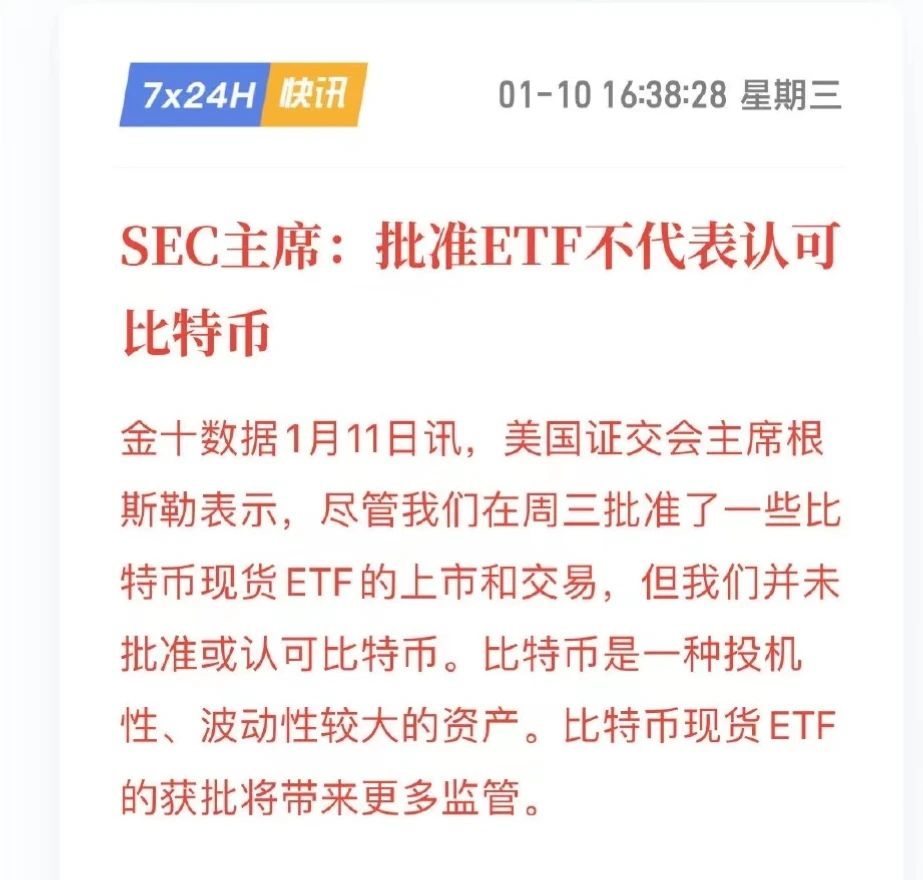 7x24H 快讯 01-10 16:38:28 星期三
SEC主席：批准ETF不代表认可
比特币
金十数据1月11日讯，美国证交会主席根
斯勒表示，尽管我们在周三批准了一些比
特币现货ETF的上市和交易，但我们并未
批准或认可比特币。比特币是一种投机
性、波动性较大的资产。比特币现货ETF
的获批将带来更多监管。